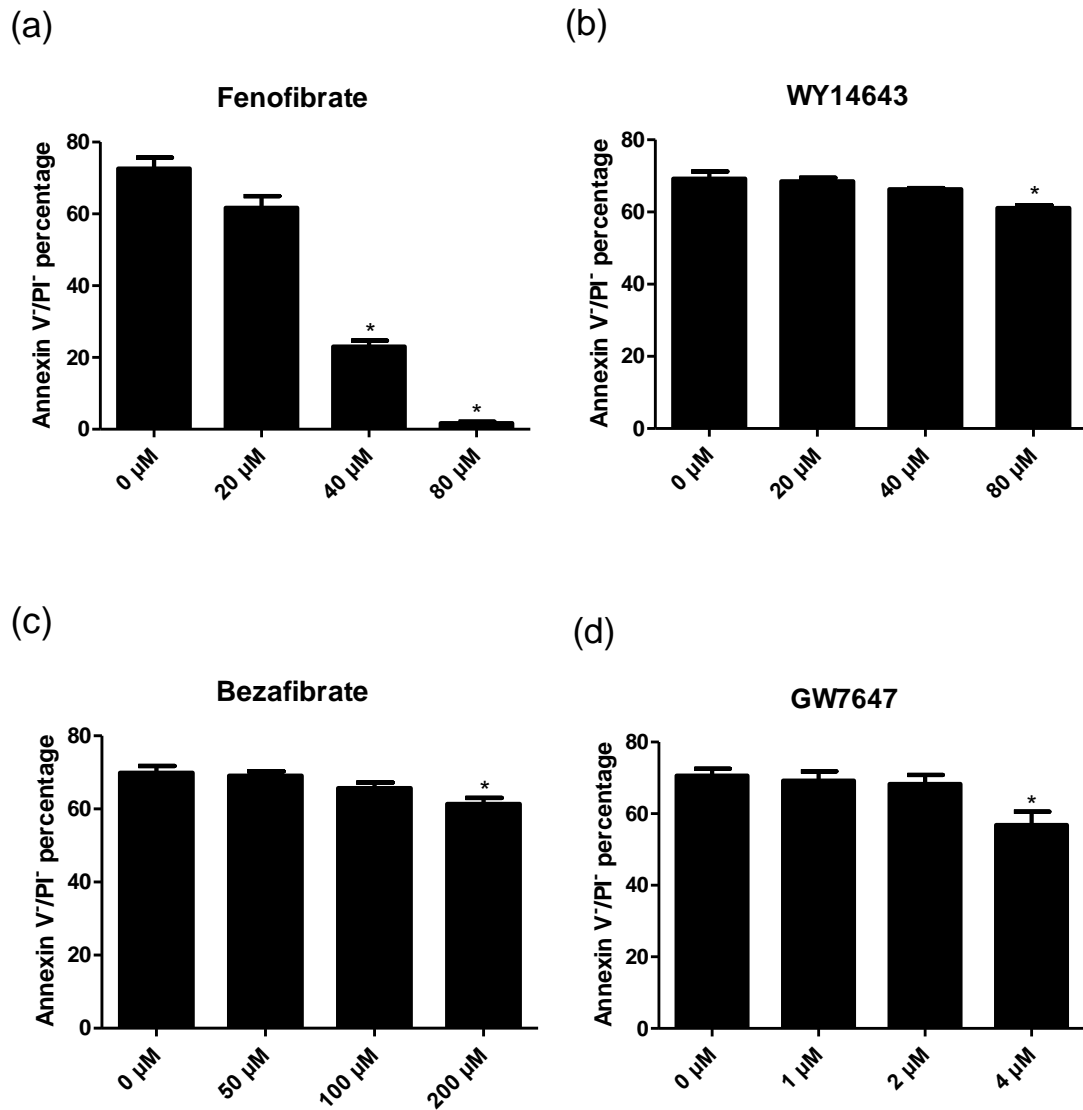 (a)
Fenofibrate
Annexin V⁻/PI⁻ percentage
80
60
40
20
0
*
*
0 µM
20 µM
40 µM
80 µM
(b)
WY14643
Annexin V⁻/PI⁻ percentage
80
60
40
20
0
*
0 µM
20 µM
40 µM
80 µM
(c)
Bezafibrate
Annexin V⁻/PI⁻ percentage
80
60
40
20
0
*
0 µM
50 µM
100 µM
200 µM
(d)
GW7647
Annexin V⁻/PI⁻ percentage
80
60
40
20
0
*
0 µM
1 µM
2 µM
4 µM